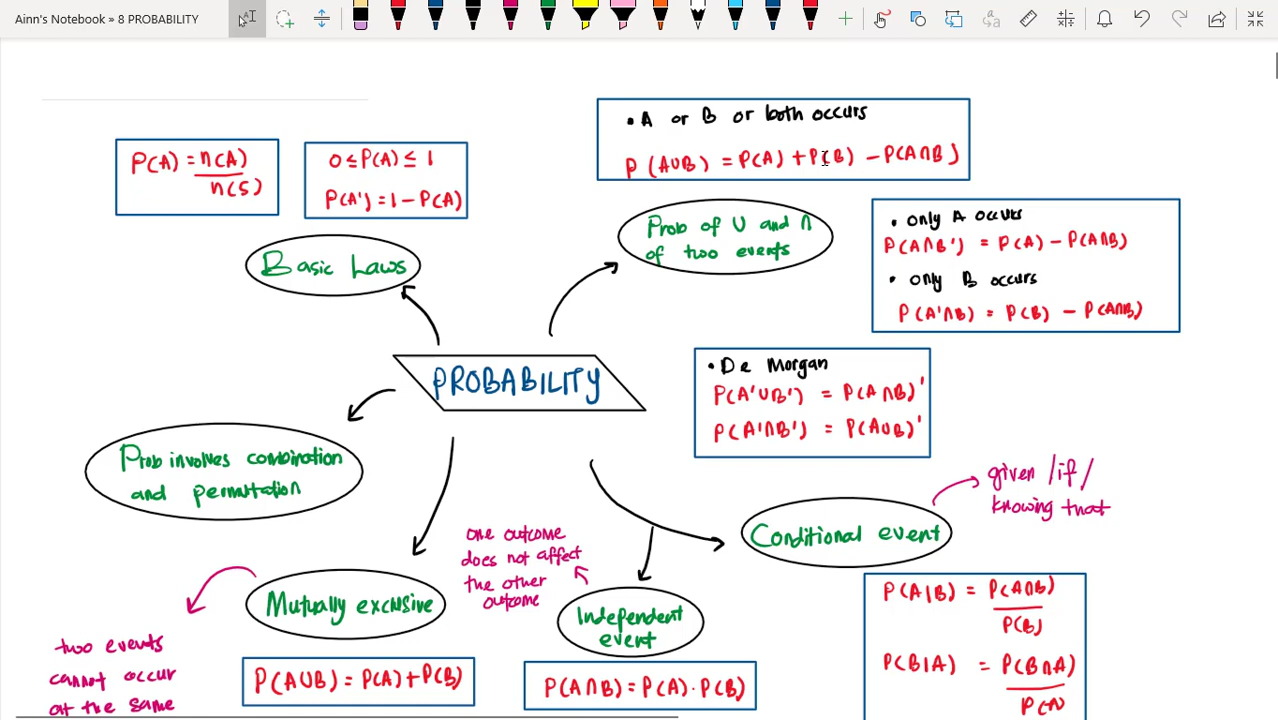 Ainn's Notebook » 8 PROBABILITY
P(A) = n(A)
n(S)
0 ≤ P(A) ≤ 1
P(A') = 1 - P(A)
Basic Laws
• A or B or both occurs
P (A∪B) = P(A) + P(B) - P(A∩B)
Prob of U and ∩
of two events
• only A occurs
P(A∩B') = P(A) - P(A∩B)
• only B occurs
P(A'∩B) = P(B) - P(A∩B)
PROBABILITY
• De Morgan
P(A'∪B') = P(A∩B)'
P(A'∩B') = P(A∪B)'
Prob involves combination
and permutation
Conditional event
given /if /
knowing that
P(A|B) = P(A∩B)
P(B)
P(B|A) = P(B∩A)
one outcome
does not affect
the other
outcome
Independent
event
P(A∩B) = P(A) . P(B)
Mutually exclusive
P(A∪B) = P(A) + P(B)
two events
cannot occur
at the same